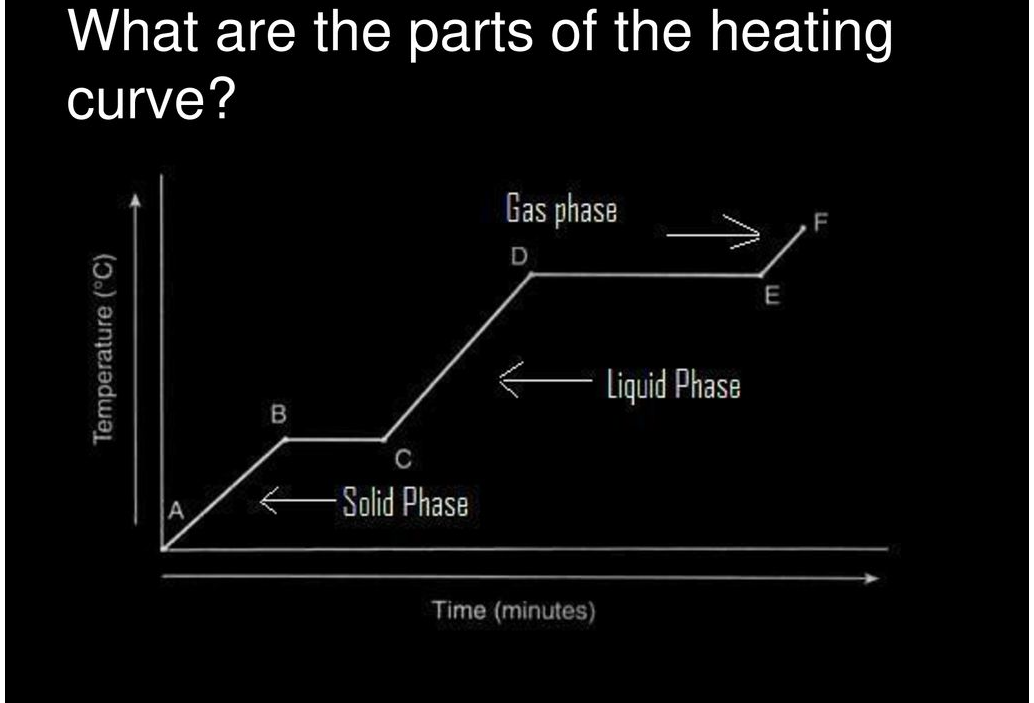 What are the parts of the heating
curve?
Gas phase
F
D
E
Temperature (°C)
Liquid Phase
B
C
A
Solid Phase
Time (minutes)